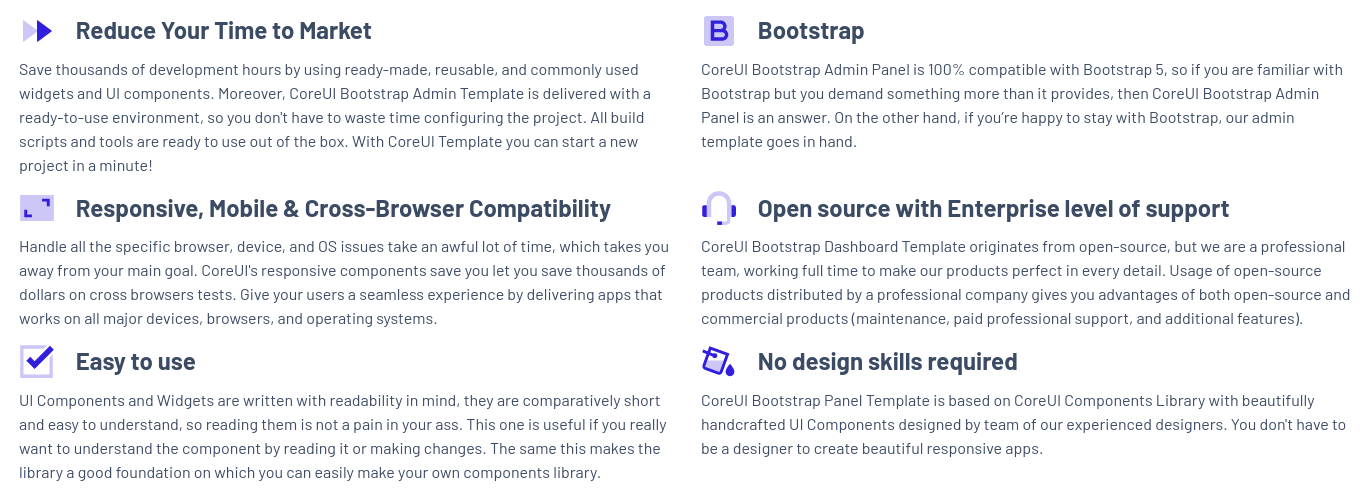 Reduce Your Time to Market
Save thousands of development hours by using ready-made, reusable, and commonly used
widgets and UI components. Moreover, CoreUI Bootstrap Admin Template is delivered with a
ready-to-use environment, so you don't have to waste time configuring the project. All build
scripts and tools are ready to use out of the box. With CoreUI Template you can start a new
project in a minute!
B Bootstrap
CoreUI Bootstrap Admin Panel is 100% compatible with Bootstrap 5, so if you are familiar with
Bootstrap but you demand something more than it provides, then CoreUI Bootstrap Admin
Panel is an answer. On the other hand, if you’re happy to stay with Bootstrap, our admin
template goes in hand.
Responsive, Mobile & Cross-Browser Compatibility
Handle all the specific browser, device, and OS issues take an awful lot of time, which takes you
away from your main goal. CoreUI's responsive components save you let you save thousands of
dollars on cross browsers tests. Give your users a seamless experience by delivering apps that
works on all major devices, browsers, and operating systems.
Open source with Enterprise level of support
CoreUI Bootstrap Dashboard Template originates from open-source, but we are a professional
team, working full time to make our products perfect in every detail. Usage of open-source
products distributed by a professional company gives you advantages of both open-source and
commercial products (maintenance, paid professional support, and additional features).
Easy to use
UI Components and Widgets are written with readability in mind, they are comparatively short
and easy to understand, so reading them is not a pain in your ass. This one is useful if you really
want to understand the component by reading it or making changes. The same this makes the
library a good foundation on which you can easily make your own components library.
No design skills required
CoreUI Bootstrap Panel Template is based on CoreUI Components Library with beautifully
handcrafted UI Components designed by team of our experienced designers. You don't have to
be a designer to create beautiful responsive apps.